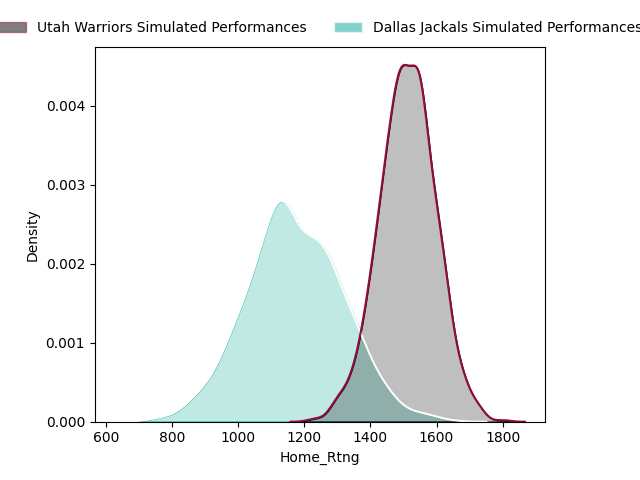 Utah Warriors Simulated Performances Dallas Jackals Simulated Performances
0.004
0.003
0.002
0.001
0.000
Density
600 800 1000 1200 1400 1600 1800
Home_Rtng